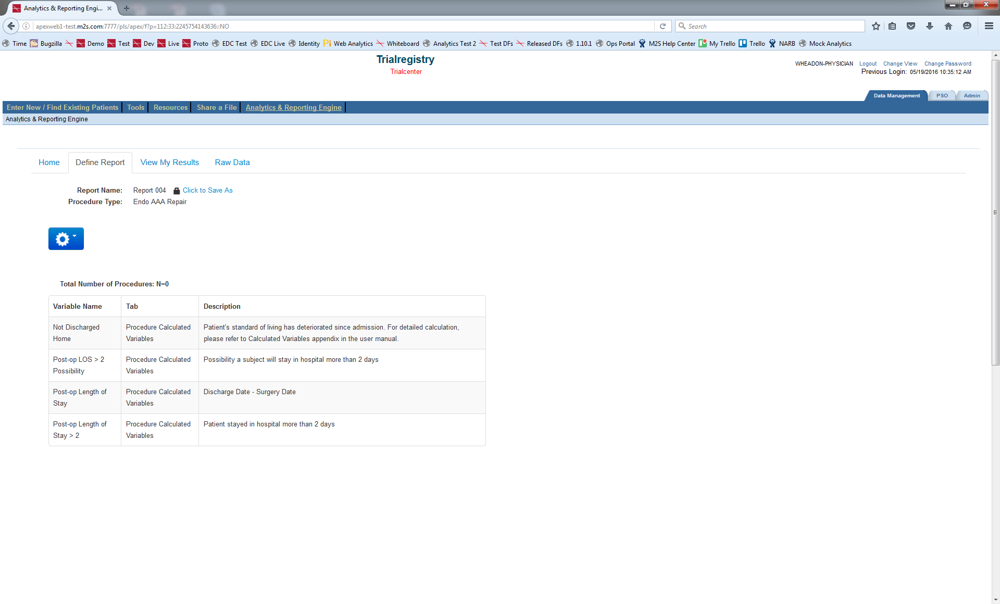 Analytics & Reporting Engi...
apexweb1-test.m2s.com:7777/pls/apex/f?p=112:33:2245754143636::NO
Search
Time Bugzilla Demo Test Dev Live Proto EDC Test EDC Live Identity Web Analytics Whiteboard Analytics Test 2 Test DFs Released DFs 1.10.1 Ops Portal M2S Help Center My Trello Trello NARB Mock Analytics
Trialregistry
Trialcenter
WHEADON-PHYSICIAN Logout Change View Change Password
Previous Login: 05/19/2016 10:35:12 AM
Data Management PSO Admin
Enter New / Find Existing Patients Tools Resources Share a File Analytics & Reporting Engine
Analytics & Reporting Engine
Home Define Report View My Results Raw Data
Report Name: Report 004 Click to Save As
Procedure Type: Endo AAA Repair
Total Number of Procedures: N=0
Variable Name Tab Description
Not Discharged Home Procedure Calculated Variables Patient's standard of living has deteriorated since admission. For detailed calculation,
please refer to Calculated Variables appendix in the user manual.
Post-op LOS > 2 Possibility Procedure Calculated Variables Possibility a subject will stay in hospital more than 2 days
Post-op Length of Stay Procedure Calculated Variables Discharge Date - Surgery Date
Post-op Length of Stay > 2 Procedure Calculated Variables Patient stayed in hospital more than 2 days